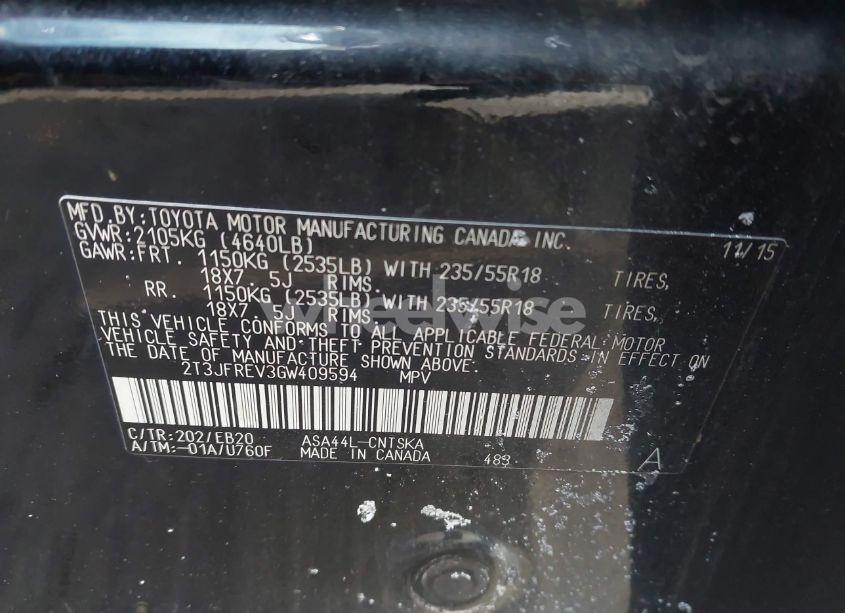 MFD.BY:TOYOTA MOTOR MANUFACTURING CANADA INC. 11/15
GVWR:2105KG (4640LB)
GAWR:FRT. 1150KG (2535LB) WITH 235/55R18 TIRES,
18X7 5J RIMS.
RR. 1150KG (2535LB) WITH 235/55R18 TIRES,
18X7 5J RIMS.
THIS VEHICLE CONFORMS TO ALL APPLICABLE FEDERAL MOTOR
VEHICLE SAFETY AND THEFT PREVENTION STANDARDS IN EFFECT ON
THE DATE OF MANUFACTURE SHOWN ABOVE.
2T3JFREV3GW409594 MPV
C/TR:202/EB20 ASA44L-CNTSKA
A/TM:-01A/U760F MADE IN CANADA 489 A
wheelwise